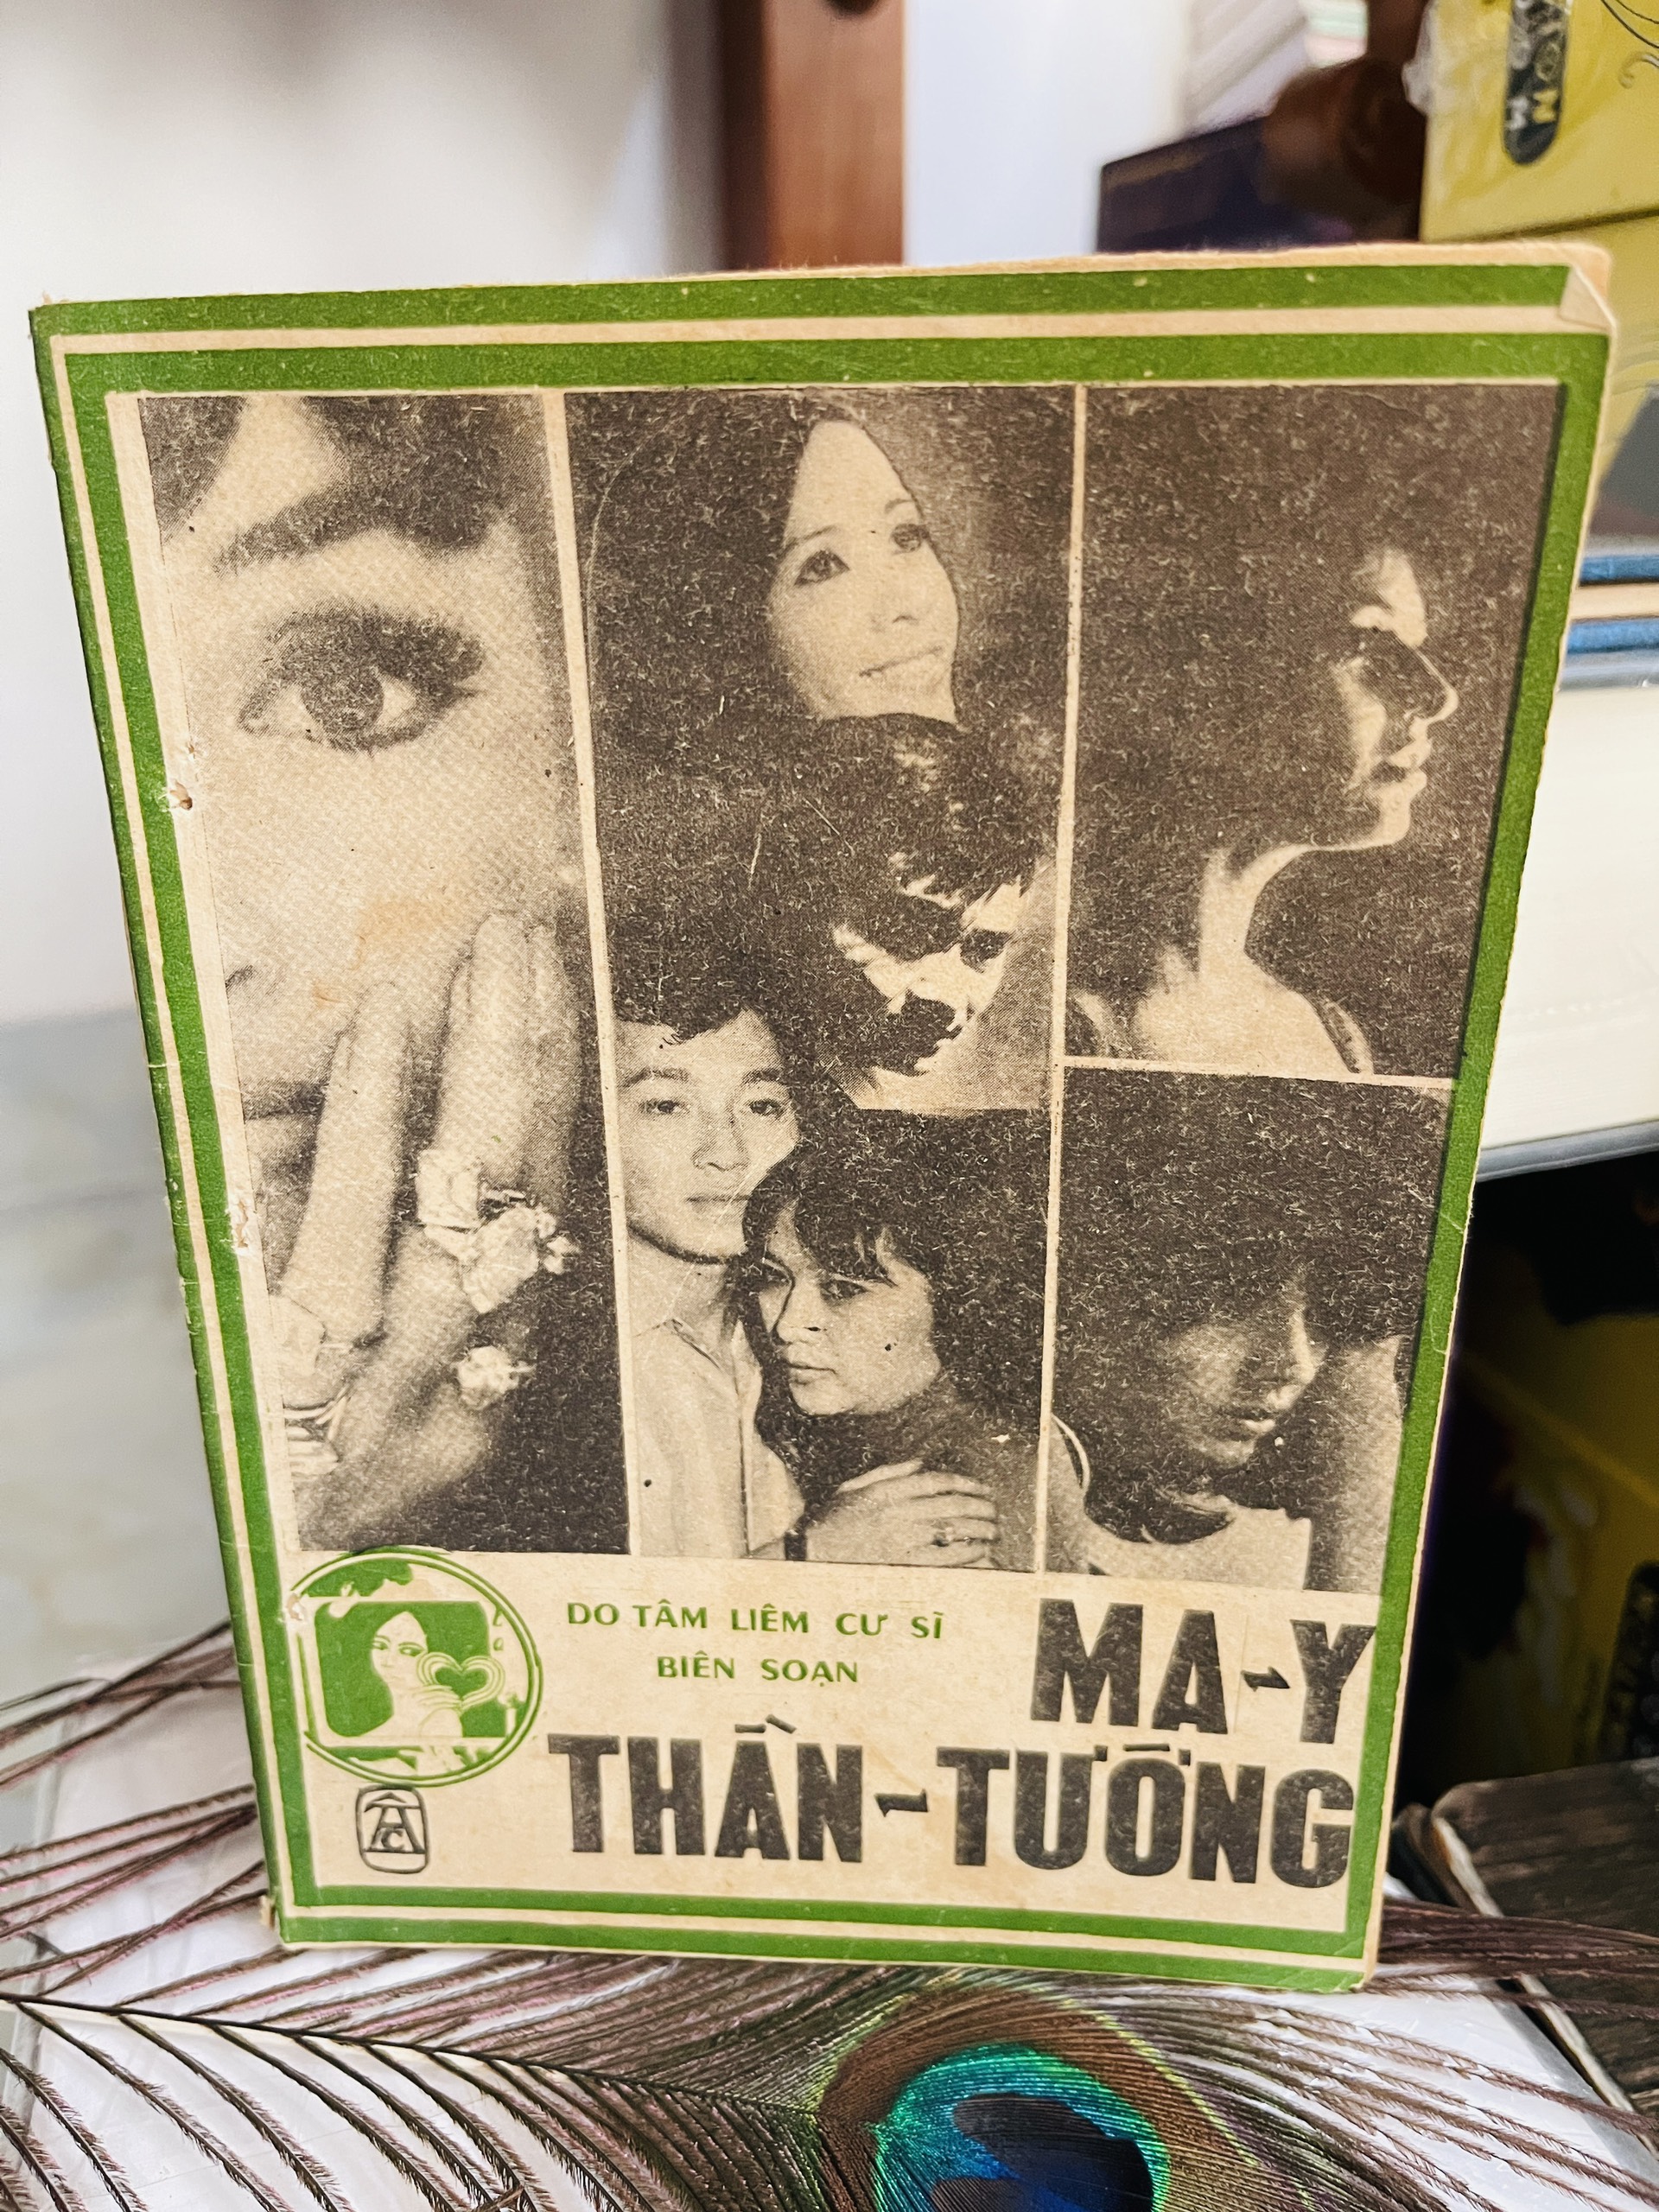 DO TÂM LIÊM CƯ SĨ
BIÊN SOẠN
MA-Y
THẦN-TƯỚNG